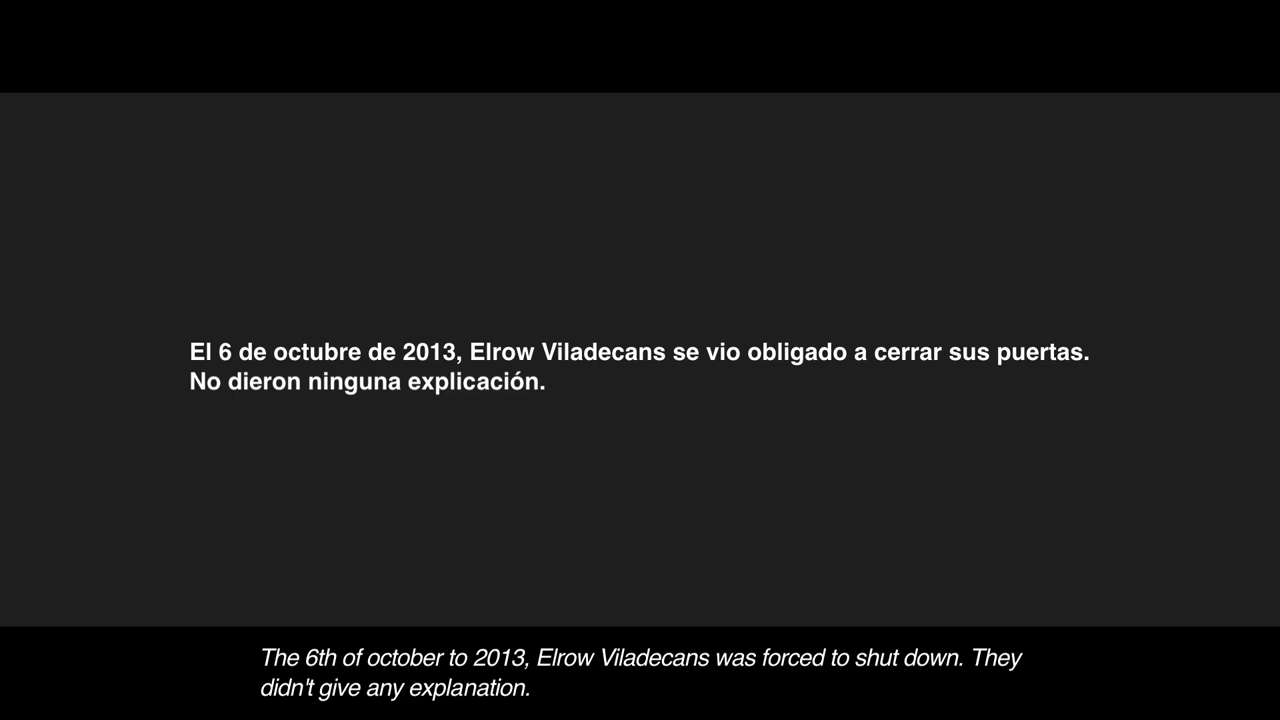 El 6 de octubre de 2013, Elrow Viladecans se vio obligado a cerrar sus puertas.
No dieron ninguna explicación.
The 6th of october to 2013, Elrow Viladecans was forced to shut down. They
didn't give any explanation.